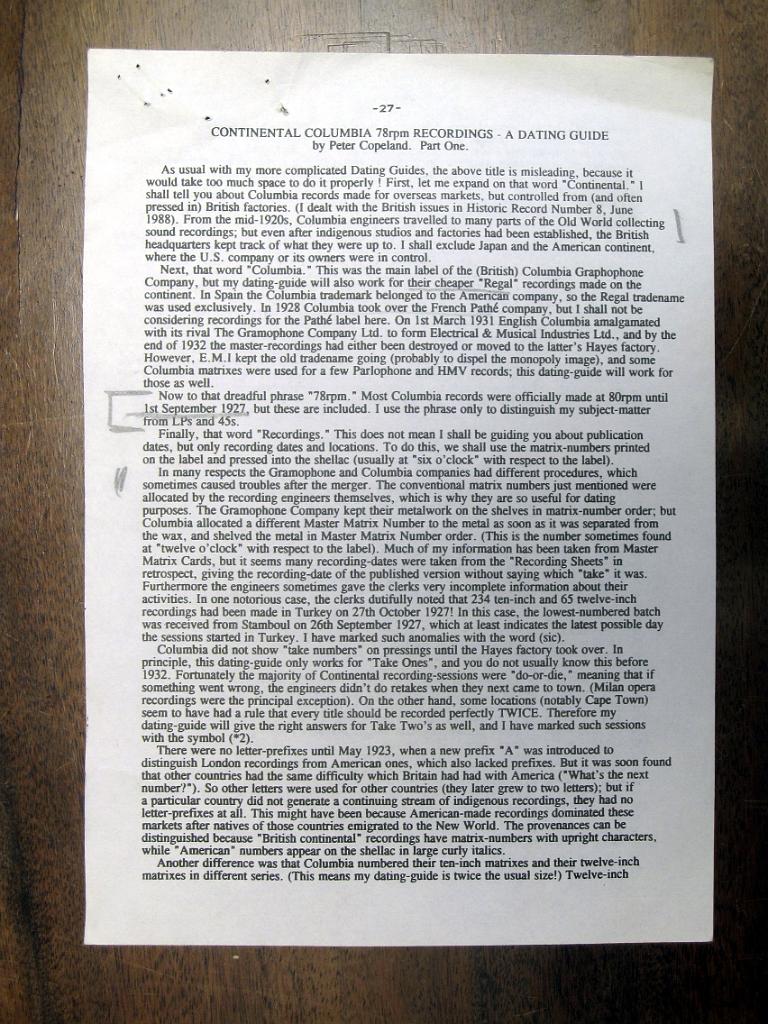 -27-
CONTINENTAL COLUMBIA 78rpm RECORDINGS - A DATING GUIDE
by Peter Copeland. Part One.
As usual with my more complicated Dating Guides, the above title is misleading, because it
would take too much space to do it properly ! First, let me expand on that word "Continental." I
shall tell you about Columbia records made for overseas markets, but controlled from (and often
pressed in) British factories. (I dealt with the British issues in Historic Record Number 8, June
1988). From the mid-1920s, Columbia engineers travelled to many parts of the Old World collecting
sound recordings; but even after indigenous studios and factories had been established, the British
headquarters kept track of what they were up to. I shall exclude Japan and the American continent,
where the U.S. company or its owners were in control.
Next, that word "Columbia." This was the main label of the (British) Columbia Graphophone
Company, but my dating-guide will also work for their cheaper "Regal" recordings made on the
continent. In Spain the Columbia trademark belonged to the American company, so the Regal tradename
was used exclusively. In 1928 Columbia took over the French Pathé company, but I shall not be
considering recordings for the Pathé label here. On 1st March 1931 English Columbia amalgamated
with its rival The Gramophone Company Ltd. to form Electrical & Musical Industries Ltd., and by the
end of 1932 the master-recordings had either been destroyed or moved to the latter's Hayes factory.
However, E.M.I kept the old tradename going (probably to dispel the monopoly image), and some
Columbia matrixes were used for a few Parlophone and HMV records; this dating-guide will work for
those as well.
Now to that dreadful phrase "78rpm." Most Columbia records were officially made at 80rpm until
1st September 1927, but these are included. I use the phrase only to distinguish my subject-matter
from LPs and 45s.
Finally, that word "Recordings." This does not mean I shall be guiding you about publication
dates, but only recording dates and locations. To do this, we shall use the matrix-numbers printed
on the label and pressed into the shellac (usually at "six o'clock" with respect to the label).
In many respects the Gramophone and Columbia companies had different procedures, which
sometimes caused troubles after the merger. The conventional matrix numbers just mentioned were
allocated by the recording engineers themselves, which is why they are so useful for dating
purposes. The Gramophone Company kept their metalwork on the shelves in matrix-number order; but
Columbia allocated a different Master Matrix Number to the metal as soon as it was separated from
the wax, and shelved the metal in Master Matrix Number order. (This is the number sometimes found
at "twelve o'clock" with respect to the label). Much of my information has been taken from Master
Matrix Cards, but it seems many recording-dates were taken from the "Recording Sheets" in
retrospect, giving the recording-date of the published version without saying which "take" it was.
Furthermore the engineers sometimes gave the clerks very incomplete information about their
activities. In one notorious case, the clerks dutifully noted that 234 ten-inch and 65 twelve-inch
recordings had been made in Turkey on 27th October 1927! In this case, the lowest-numbered batch
was received from Stamboul on 26th September 1927, which at least indicates the latest possible day
the sessions started in Turkey. I have marked such anomalies with the word (sic).
Columbia did not show "take numbers" on pressings until the Hayes factory took over. In
principle, this dating-guide only works for "Take Ones", and you do not usually know this before
1932. Fortunately the majority of Continental recording-sessions were "do-or-die," meaning that if
something went wrong, the engineers didn't do retakes when they next came to town. (Milan opera
recordings were the principal exception). On the other hand, some locations (notably Cape Town)
seem to have had a rule that every title should be recorded perfectly TWICE. Therefore my
dating-guide will give the right answers for Take Two's as well, and I have marked such sessions
with the symbol (*2).
There were no letter-prefixes until May 1923, when a new prefix "A" was introduced to
distinguish London recordings from American ones, which also lacked prefixes. But it was soon found
that other countries had the same difficulty which Britain had had with America ("What's the next
number?"). So other letters were used for other countries (they later grew to two letters); but if
a particular country did not generate a continuing stream of indigenous recordings, they had no
letter-prefixes at all. This might have been because American-made recordings dominated these
markets after natives of those countries emigrated to the New World. The provenances can be
distinguished because "British continental" recordings have matrix-numbers with upright characters,
while "American" numbers appear on the shellac in large curly italics.
Another difference was that Columbia numbered their ten-inch matrixes and their twelve-inch
matrixes in different series. (This means my dating-guide is twice the usual size!) Twelve-inch